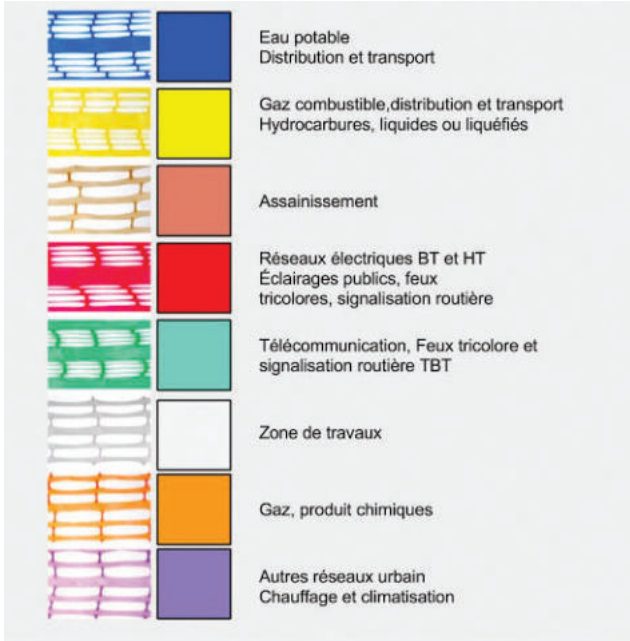 Eau potable
Distribution et transport
Gaz combustible,distribution et transport
Hydrocarbures, liquides ou liquéfiés
Assainissement
Réseaux électriques BT et HT
Éclairages publics, feux
tricolores, signalisation routière
Télécommunication, Feux tricolore et
signalisation routière TBT
Zone de travaux
Gaz, produit chimiques
Autres réseaux urbain
Chauffage et climatisation